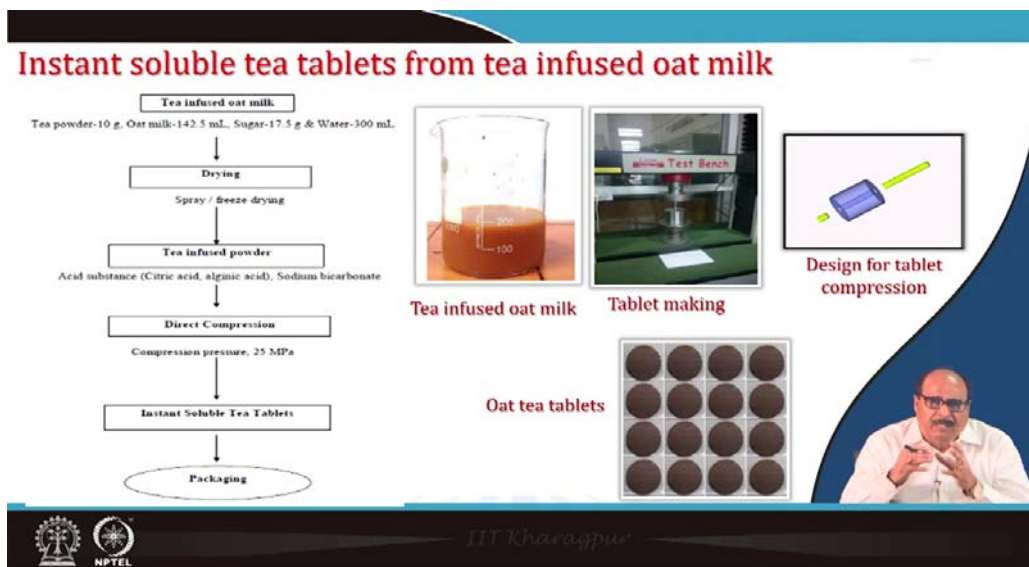 Instant soluble tea tablets from tea infused oat milk
Tea infused oat milk
Tea powder-10 g, Oat milk-142.5 mL, Sugar-17.5 g & Water-300 mL
Drying
Spray / freeze drying
Tea infused powder
Acid substance (Citric acid, alginic acid), Sodium bicarbonate
Direct Compression
Compression pressure, 25 MPa
Instant Soluble Tea Tablets
Packaging
200
100
Tea infused oat milk
Test Bench
Tablet making
Design for tablet
compression
Oat tea tablets
NPTEL
IIT Kharagpur